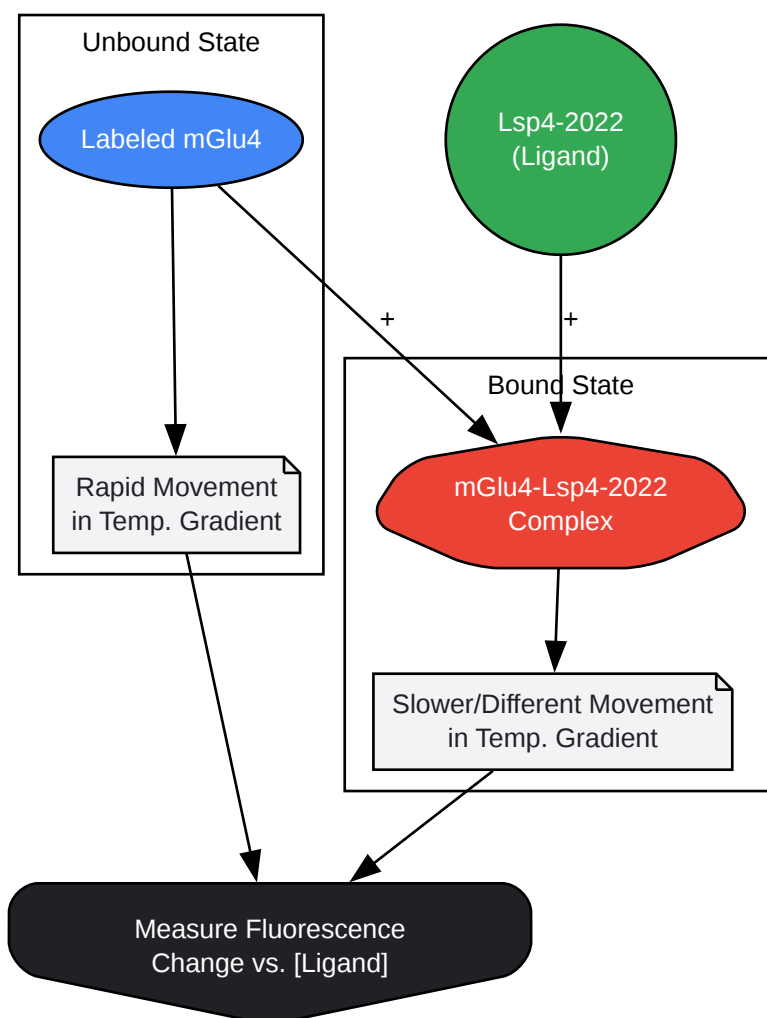 Unbound State
Labeled mGlu4
Lsp4-2022
(Ligand)
+
+
Bound State
Rapid Movement
in Temp. Gradient
mGlu4-Lsp4-2022
Complex
Slower/Different Movement
in Temp. Gradient
Measure Fluorescence
Change vs. [Ligand]